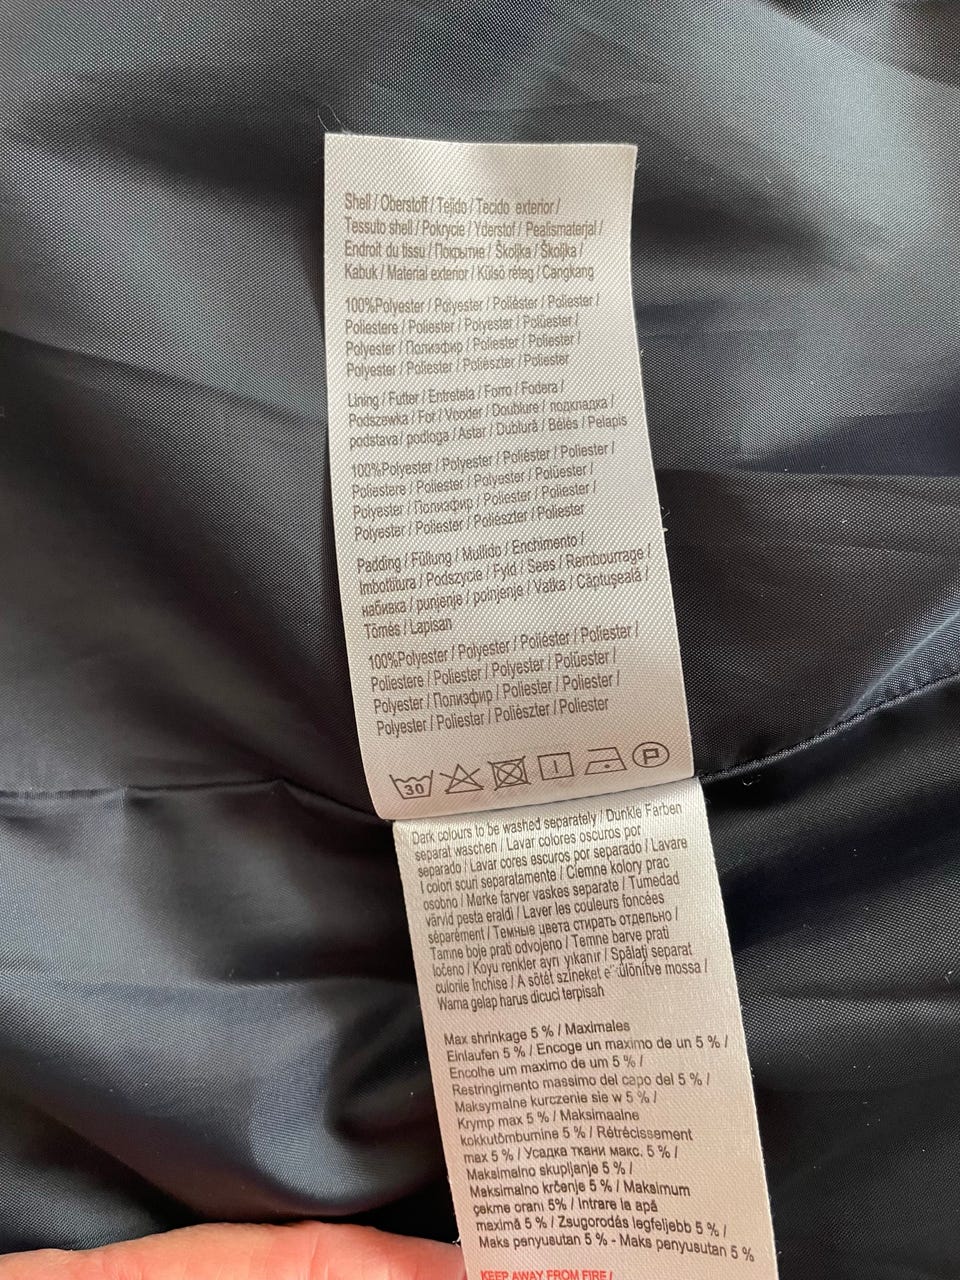 Shell / Oberstoff / Tejido / Tecido exterior /
Tessuto shell / Pokrycie / Yderstof / Pealismaterjal /
Endroit du tissu / Покрытие / Školjka / Školjka /
Kabuk / Material exterior / Külső réteg / Cangkang
100%Polyester / Polyester / Poliéster / Poliester /
Poliestere / Poliester / Polyester / Polüester /
Polyester / Полиэфир / Poliester / Poliester /
Polyester / Poliester / Poliészter / Poliester
Lining / Futter / Entretela / Forro / Fodera /
Podszewka / For / Vooder / Doublure / подкладка /
podstava / podloga / Astar / Dublură / Bélés / Pelapis
100%Polyester / Polyester / Poliéster / Poliester /
Poliestere / Poliester / Polyester / Polüester /
Polyester / Полиэфир / Poliester / Poliester /
Polyester / Poliester / Poliészter / Poliester
Padding / Füllung / Mullido / Enchimento /
Imbottitura / Podszycie / Fyld / Sees / Rembourrage /
набивка / punjenje / polnjenje / Vatka / Căptuşeală /
Tömés / Lapisan
100%Polyester / Polyester / Poliéster / Poliester /
Poliestere / Poliester / Polyester / Polüester /
Polyester / Полиэфир / Poliester / Poliester /
Polyester / Poliester / Poliészter / Poliester
30 P
Dark colours to be washed separately / Dunkle Farben
separat waschen / Lavar colores oscuros por
separado / Lavar cores escuros por separado / Lavare
I colori scuri separatamente / Ciemne kolory prac
osobno / Mørke farver vaskes separate / Tumedad
värvid pesta eraldi / Laver les couleurs foncées
séparément / Темные цвета стирать отдельно /
Tamne boje prati odvojeno / Temne barve prati
ločeno / Koyu renkler ayrı yıkanır / Spălaţi separat
culorile închise / A sötét színeket elkülönítve mossa /
Warna gelap harus dicuci terpisah
Max shrinkage 5 % / Maximales
Einlaufen 5 % / Encoge un maximo de un 5 % /
Encolhe um maximo de um 5 % /
Restringimento massimo del capo del 5 % /
Maksymalne kurczenie sie w 5 % /
Krymp max 5 % / Maksimaalne
kokkutõmbumine 5 % / Rétrécissement
max 5 % / Усадка ткани макс. 5 % /
Maksimalno skupljanje 5 % /
Maksimalno krčenje 5 % / Maksimum
çekme oranı 5% / Intrare la apă
maximă 5 % / Zsugorodás legfeljebb 5 % /
Maks penyusutan 5 % - Maks penyusutan 5 %
KEEP AWAY FROM FIRE /